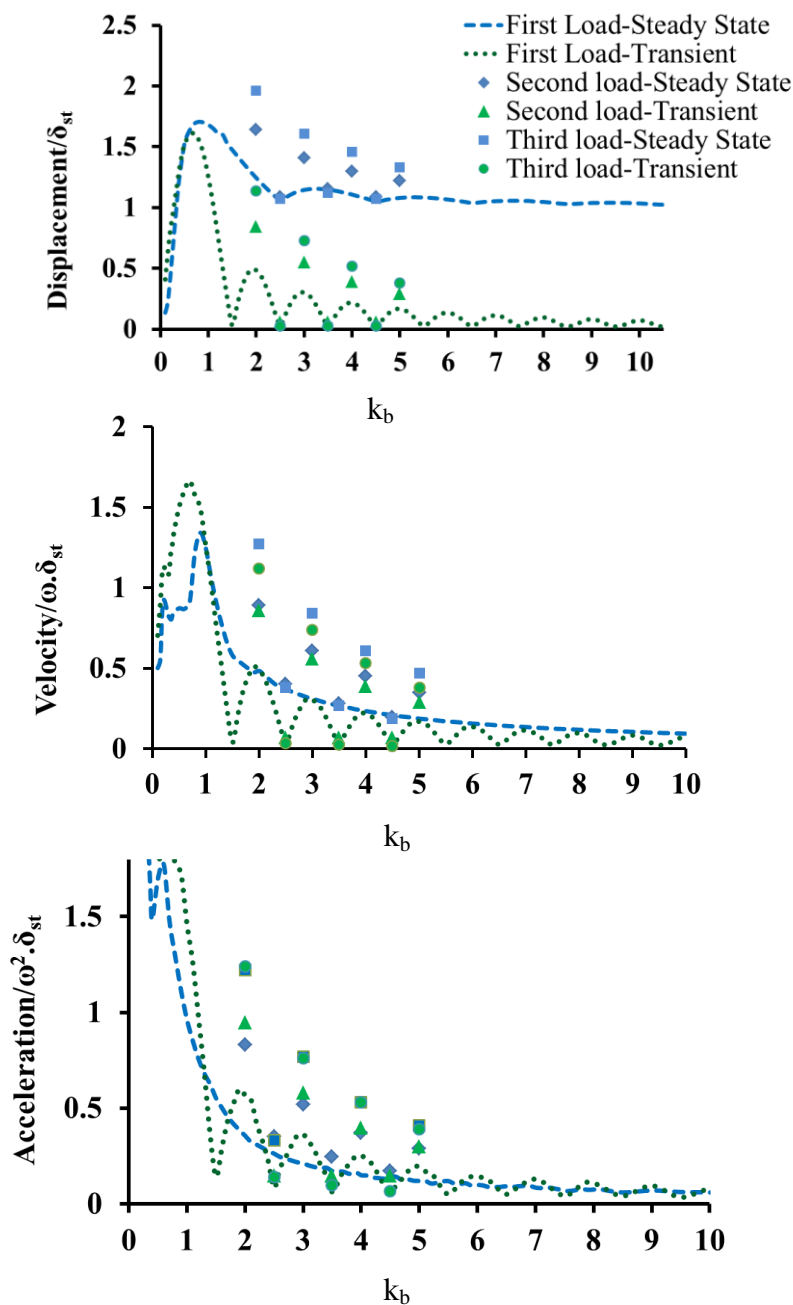 2.5
2
1.5
1
0.5
0
Displacement/δst
First Load-Steady State
First Load-Transient
Second load-Steady State
Second load-Transient
Third load-Steady State
Third load-Transient
0 1 2 3 4 5 6 7 8 9 10
kb
2
1.5
1
0.5
0
Velocity/ω.δst
0 1 2 3 4 5 6 7 8 9 10
kb
1.5
1
0.5
0
Acceleration/ω².δst
0 1 2 3 4 5 6 7 8 9 10
kb